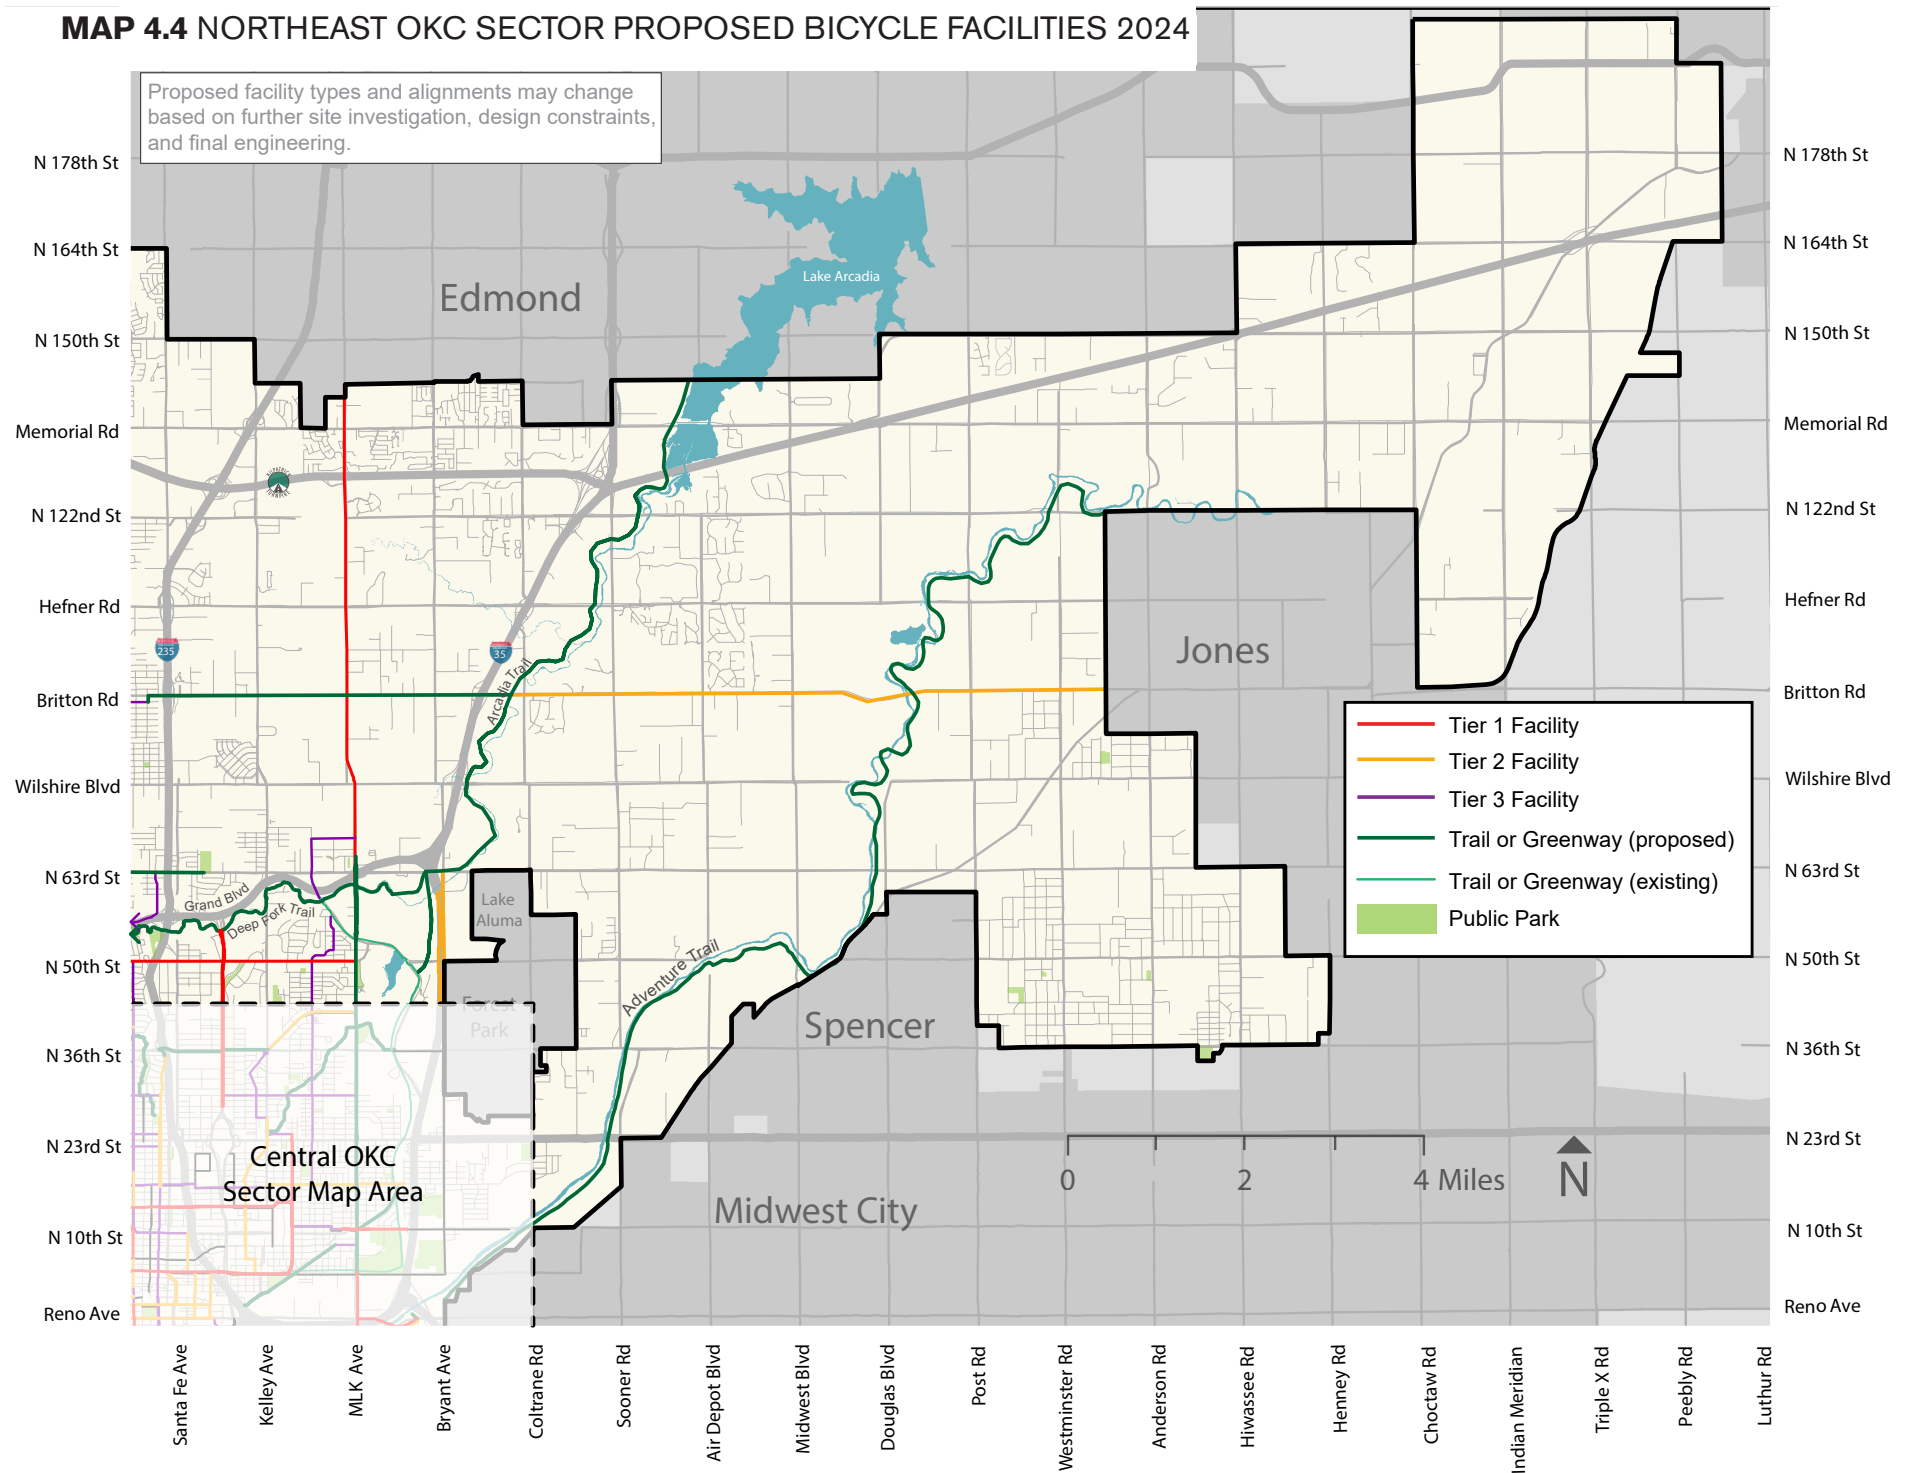 MAP 4.4 NORTHEAST OKC SECTOR PROPOSED BICYCLE FACILITIES 2024
Proposed facility types and alignments may change
based on further site investigation, design constraints,
and final engineering.
N 178th St
N 164th St
N 150th St
Memorial Rd
N 122nd St
Hefner Rd
Britton Rd
Wilshire Blvd
N 63rd St
N 50th St
N 36th St
N 23rd St
N 10th St
Reno Ave
Edmond
Lake Arcadia
235
35
Arcadia Trail
Grand Blvd
Deep Fork Trail
Lake
Aluma
Forest
Park
Adventure Trail
Jones
Spencer
Midwest City
Central OKC
Sector Map Area
N 178th St
N 164th St
N 150th St
Memorial Rd
N 122nd St
Hefner Rd
Britton Rd
Wilshire Blvd
N 63rd St
N 50th St
N 36th St
N 23rd St
N 10th St
Reno Ave
Tier 1 Facility
Tier 2 Facility
Tier 3 Facility
Trail or Greenway (proposed)
Trail or Greenway (existing)
Public Park
0 2 4 Miles
N
Santa Fe Ave
Kelley Ave
MLK Ave
Bryant Ave
Coltrane Rd
Sooner Rd
Air Depot Blvd
Midwest Blvd
Douglas Blvd
Post Rd
Westminster Rd
Anderson Rd
Hiwassee Rd
Henney Rd
Choctaw Rd
Indian Meridian
Triple X Rd
Peebly Rd
Luthur Rd